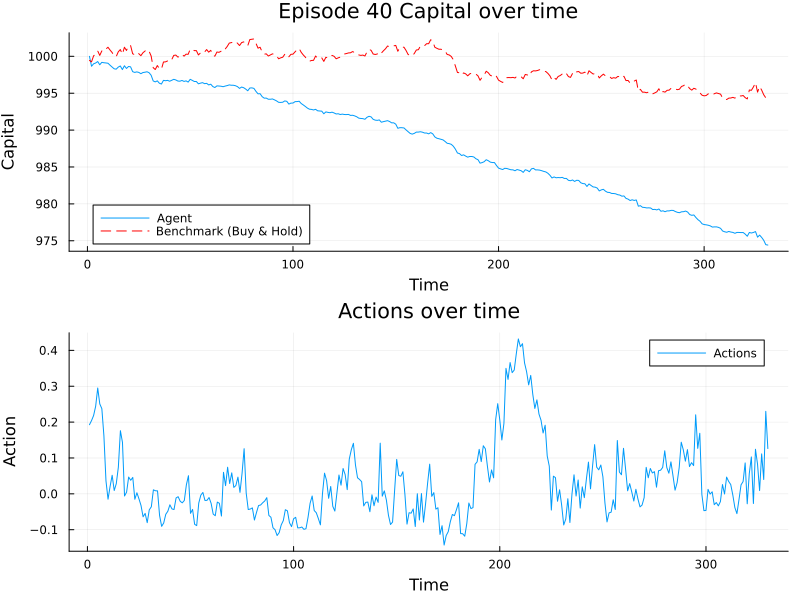 Episode 40 Capital over time
Capital
1000
995
990
985
980
975
Agent
Benchmark (Buy & Hold)
0 100 200 300
Time
Actions over time
Action
0.4
0.3
0.2
0.1
0.0
−0.1
Actions
0 100 200 300
Time